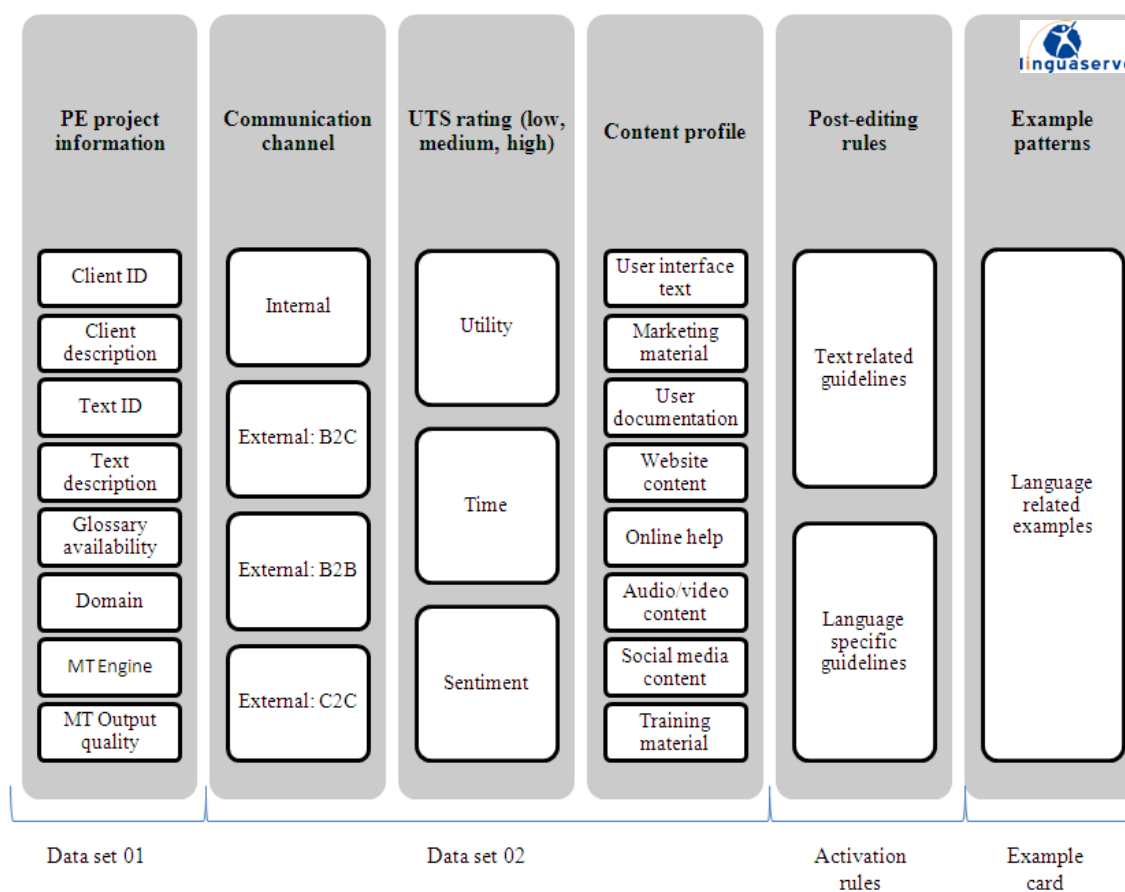 linguaserve
PE project
information
Communication
channel
UTS rating (low,
medium, high)
Content profile
Post-editing
rules
Example
patterns
Client ID
Client
description
Text ID
Text
description
Glossary
availability
Domain
MT Engine
MT Output
quality
Internal
External: B2C
External: B2B
External: C2C
Utility
Time
Sentiment
User interface
text
Marketing
material
User
documentation
Website
content
Online help
Audio/video
content
Social media
content
Training
material
Text related
guidelines
Language
specific
guidelines
Language
related
examples
Data set 01
Data set 02
Activation
rules
Example
card